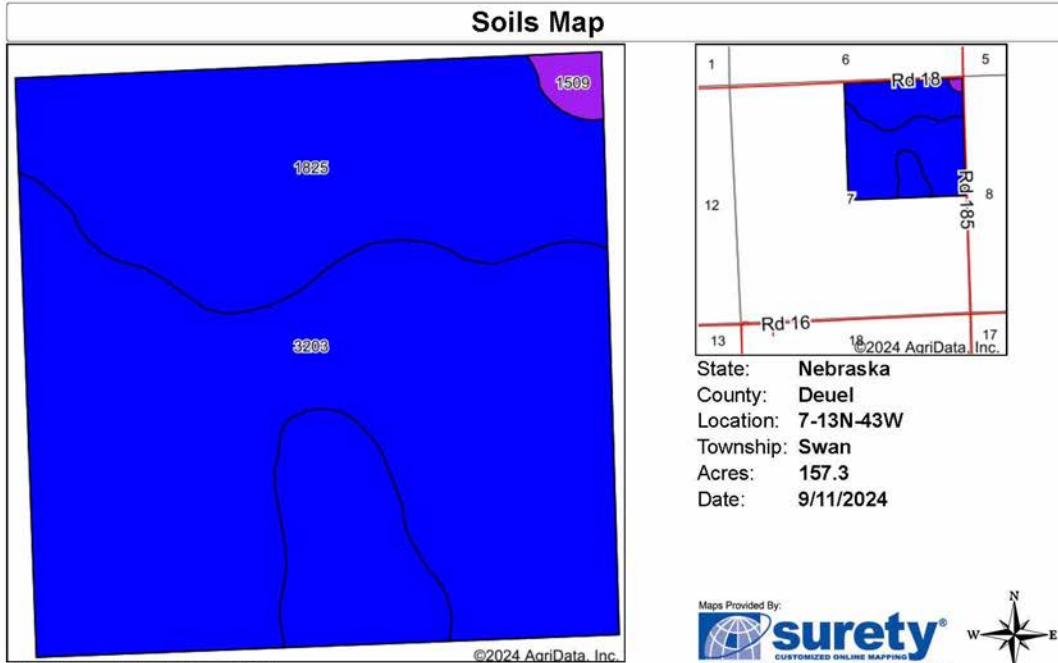 Soils Map
1509
1825
3203
©2024 AgriData, Inc.
1
6
5
Rd 18
12
7
Rd 185
8
Rd 16
13
18
17
©2024 AgriData, Inc.
State: Nebraska
County: Deuel
Location: 7-13N-43W
Township: Swan
Acres: 157.3
Date: 9/11/2024
Maps Provided By:
surety®
CUSTOMIZED ONLINE MAPPING
N
W
E